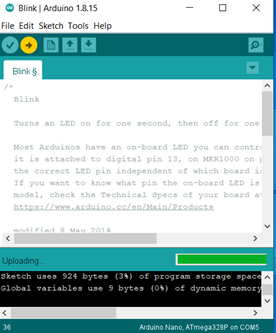 Blink | Arduino 1.8.15
File Edit Sketch Tools Help
Blink §
/*
Blink
Turns an LED on for one second, then off for one
Most Arduinos have an on-board LED you can contr
it is attached to digital pin 13, on MKR1000 on p
the correct LED pin independent of which board is
If you want to know what pin the on-board LED is
model, check the Technical Specs of your board at
https://www.arduino.cc/en/Main/Products
modified 8 May 2014
Uploading...
Sketch uses 924 bytes (3%) of program storage space
Global variables use 9 bytes (0%) of dynamic memory
36 Arduino Nano, ATmega328P on COM5